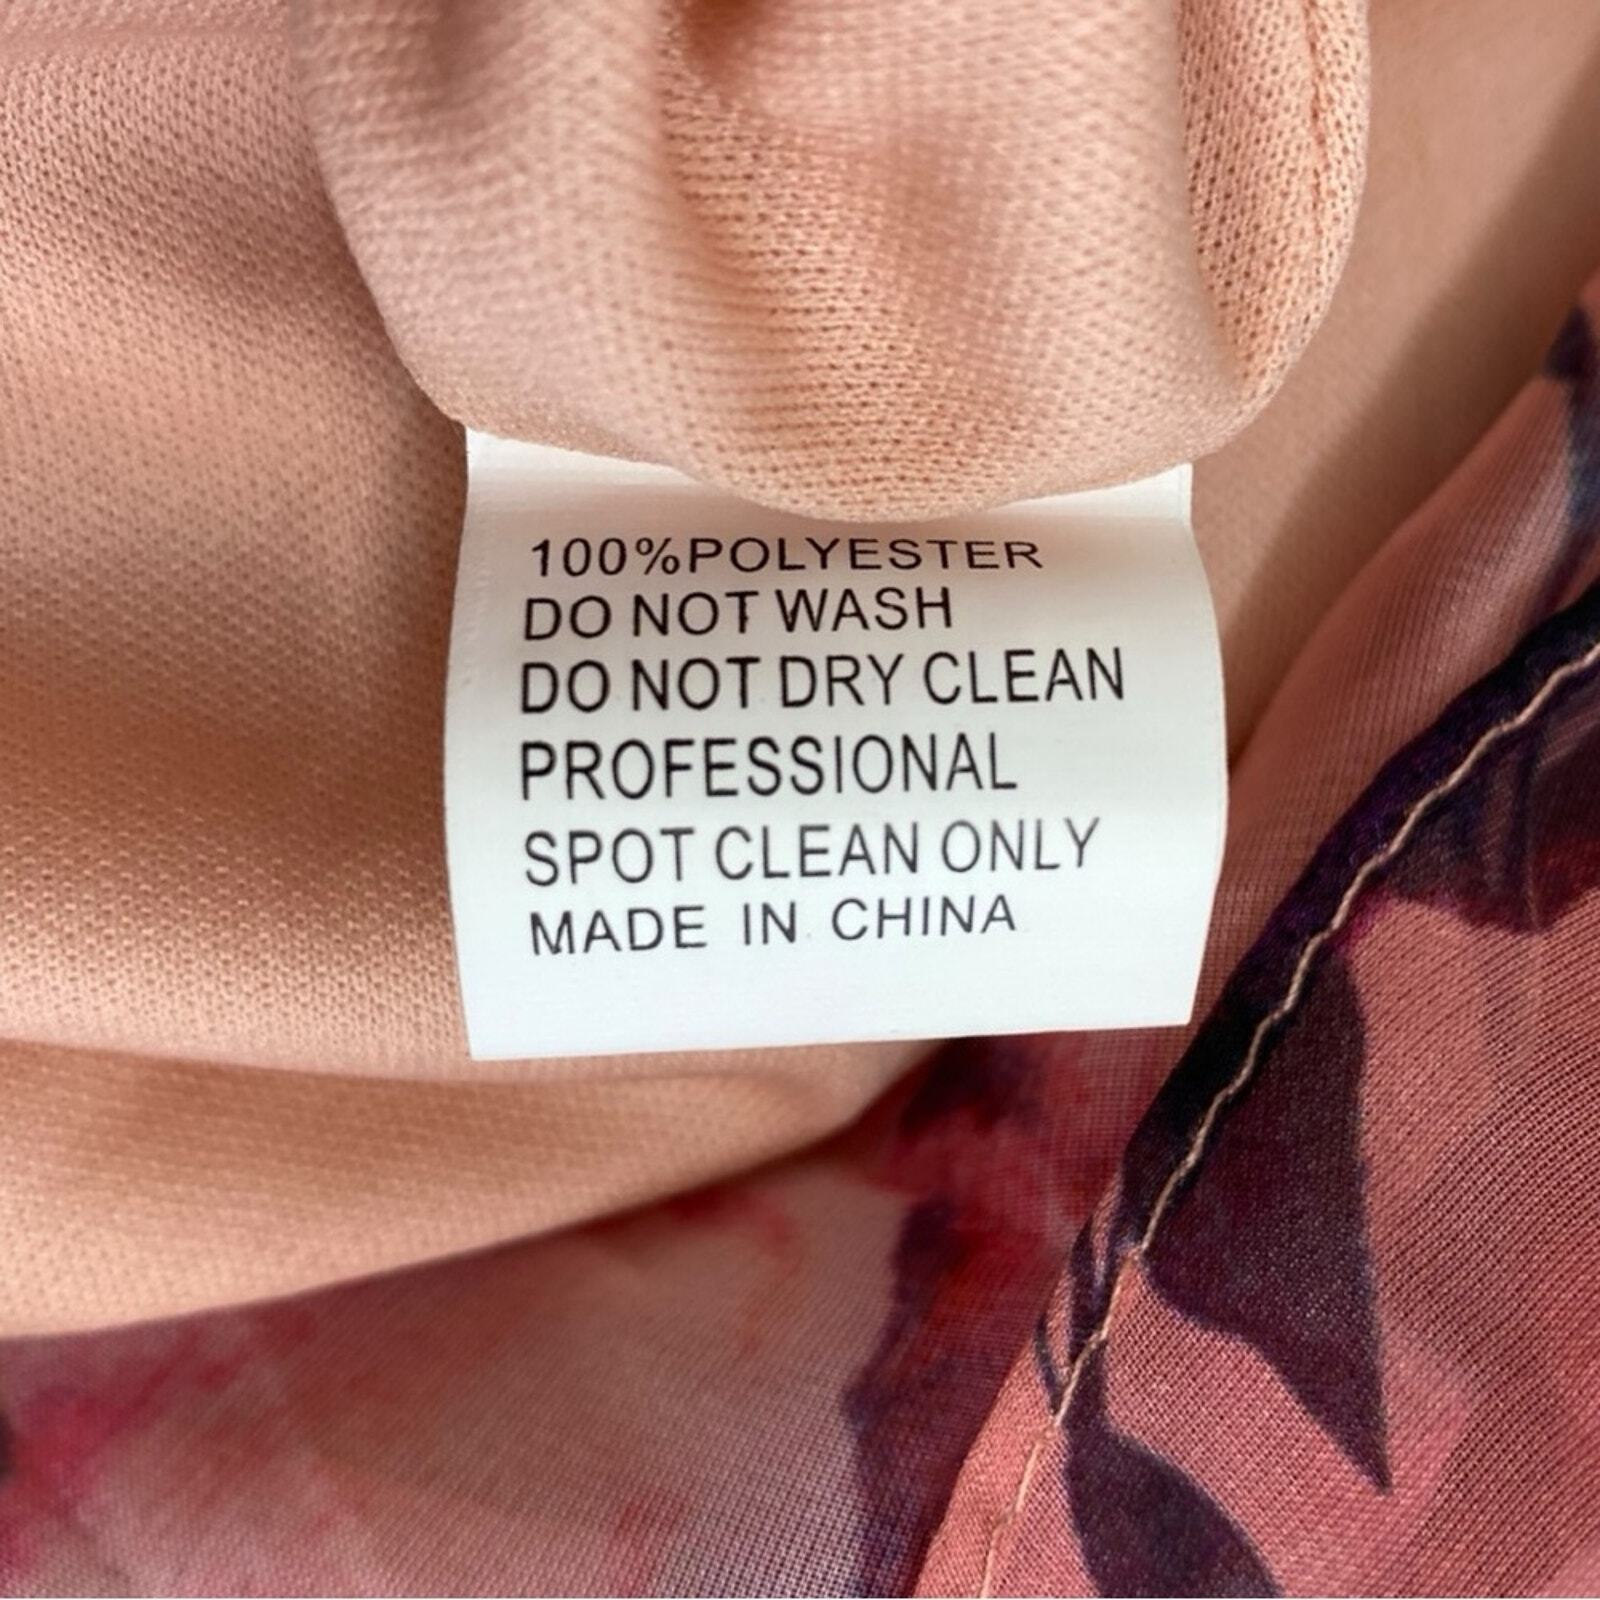 100%POLYESTER
DO NOT WASH
DO NOT DRY CLEAN
PROFESSIONAL
SPOT CLEAN ONLY
MADE IN CHINA